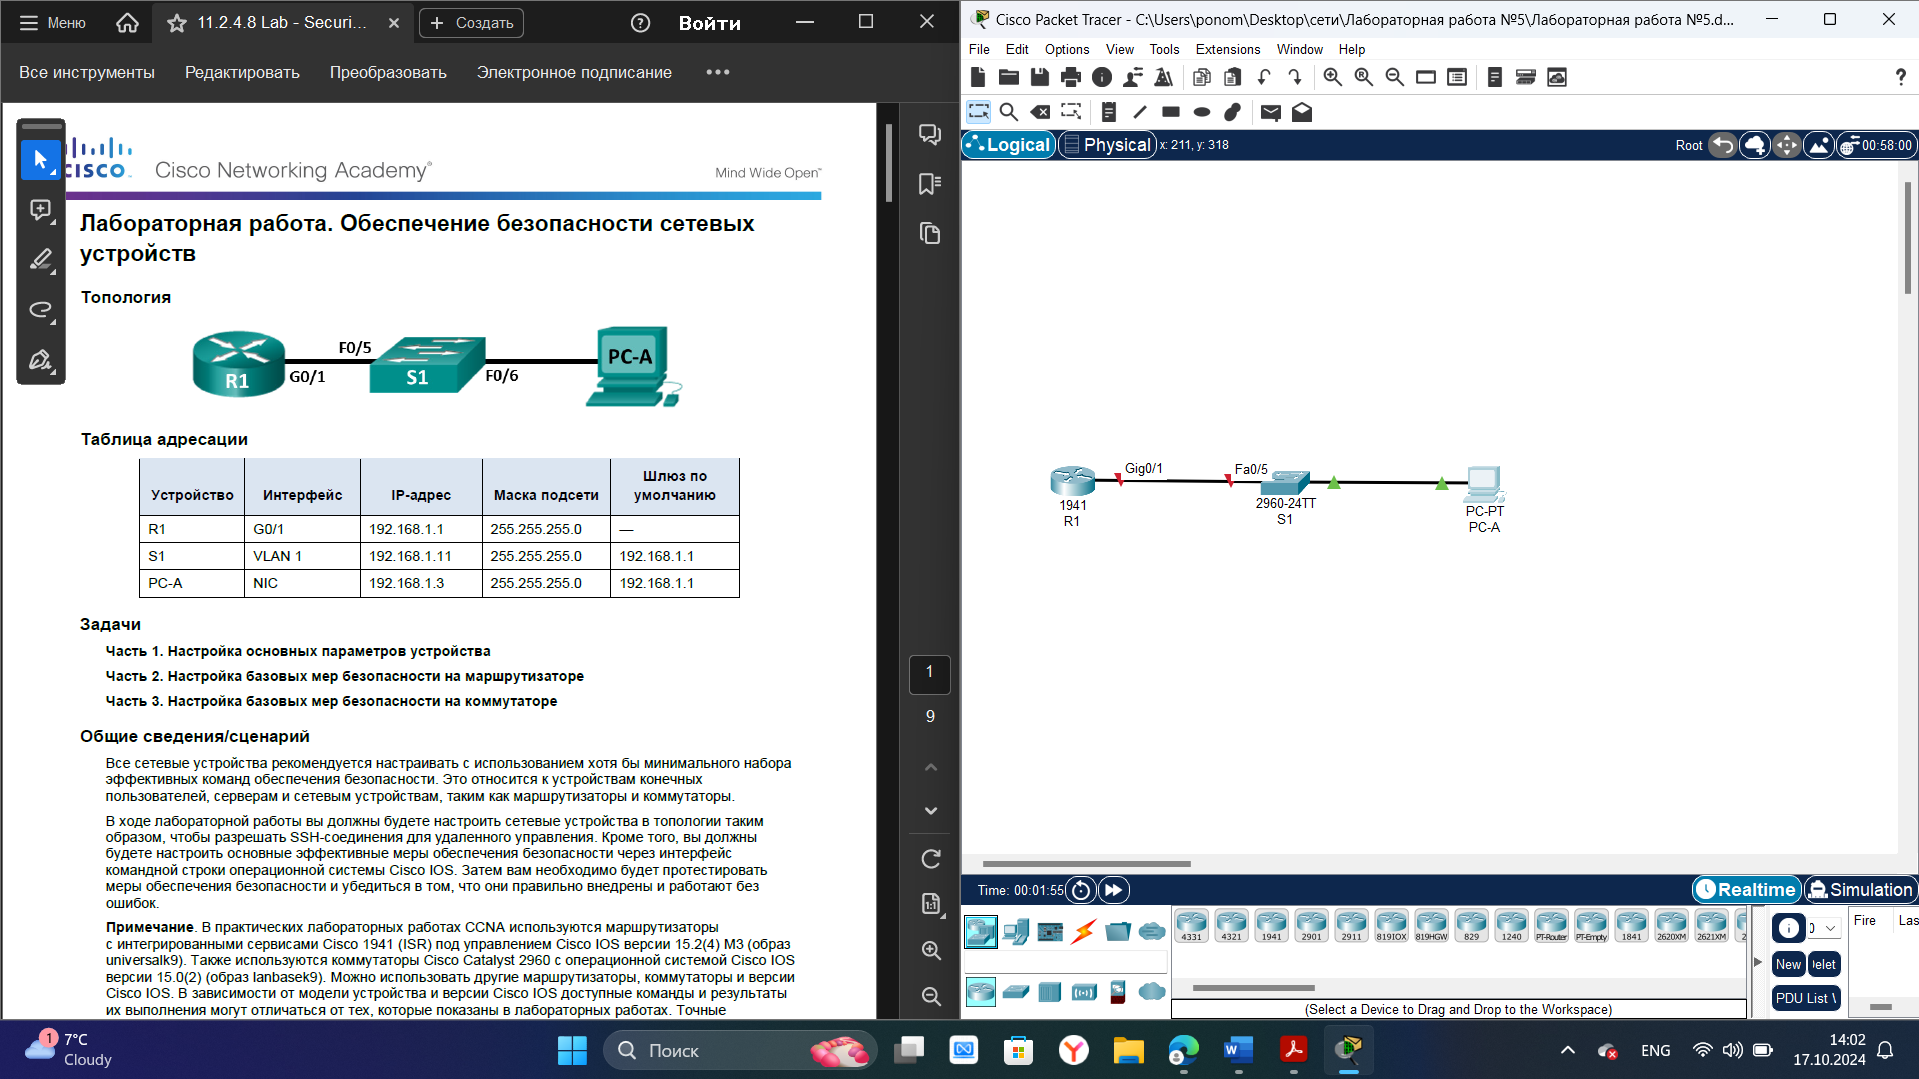 Меню
11.2.4.8 Lab - Securi...
Создать
Войти
Все инструменты
Редактировать
Преобразовать
Электронное подписание
CISCO
Cisco Networking Academy®
Mind Wide Open™
Лабораторная работа. Обеспечение безопасности сетевых
устройств
Топология
R1
G0/1
F0/5
S1
F0/6
PC-A
Таблица адресации
Устройство Интерфейс IP-адрес Маска подсети Шлюз по умолчанию
R1 G0/1 192.168.1.1 255.255.255.0 —
S1 VLAN 1 192.168.1.11 255.255.255.0 192.168.1.1
PC-A NIC 192.168.1.3 255.255.255.0 192.168.1.1
Задачи
Часть 1. Настройка основных параметров устройства
Часть 2. Настройка базовых мер безопасности на маршрутизаторе
Часть 3. Настройка базовых мер безопасности на коммутаторе
Общие сведения/сценарий
Все сетевые устройства рекомендуется настраивать с использованием хотя бы минимального набора
эффективных команд обеспечения безопасности. Это относится к устройствам конечных
пользователей, серверам и сетевым устройствам, таким как маршрутизаторы и коммутаторы.
В ходе лабораторной работы вы должны будете настроить сетевые устройства в топологии таким
образом, чтобы разрешать SSH-соединения для удаленного управления. Кроме того, вы должны
будете настроить основные эффективные меры обеспечения безопасности через интерфейс
командной строки операционной системы Cisco IOS. Затем вам необходимо будет протестировать
меры обеспечения безопасности и убедиться в том, что они правильно внедрены и работают без
ошибок.
Примечание. В практических лабораторных работах CCNA используются маршрутизаторы
с интегрированными сервисами Cisco 1941 (ISR) под управлением Cisco IOS версии 15.2(4) M3 (образ
universalk9). Также используются коммутаторы Cisco Catalyst 2960 с операционной системой Cisco IOS
версии 15.0(2) (образ lanbasek9). Можно использовать другие маршрутизаторы, коммутаторы и версии
Cisco IOS. В зависимости от модели устройства и версии Cisco IOS доступные команды и результаты
их выполнения могут отличаться от тех, которые показаны в лабораторных работах. Точные
1
9
1:1
Cisco Packet Tracer - C:\Users\ponom\Desktop\сети\Лабораторная работа №5\Лабораторная работа №5.d...
File Edit Options View Tools Extensions Window Help
?
Logical
Physical
x: 211, y: 318
Root
00:58:00
Gig0/1
Fa0/5
1941
R1
2960-24TT
S1
PC-PT
PC-A
Time: 00:01:55
Realtime
Simulation
4331 4321 1941 2901 2911 819IOX 819HGW 829 1240 PT-Router PT-Empty 1841 2620XM 2621XM 2
(Select a Device to Drag and Drop to the Workspace)
0
New
elet
PDU List \
Fire
Las
1
7°C
Cloudy
Поиск
ENG
14:02
17.10.2024